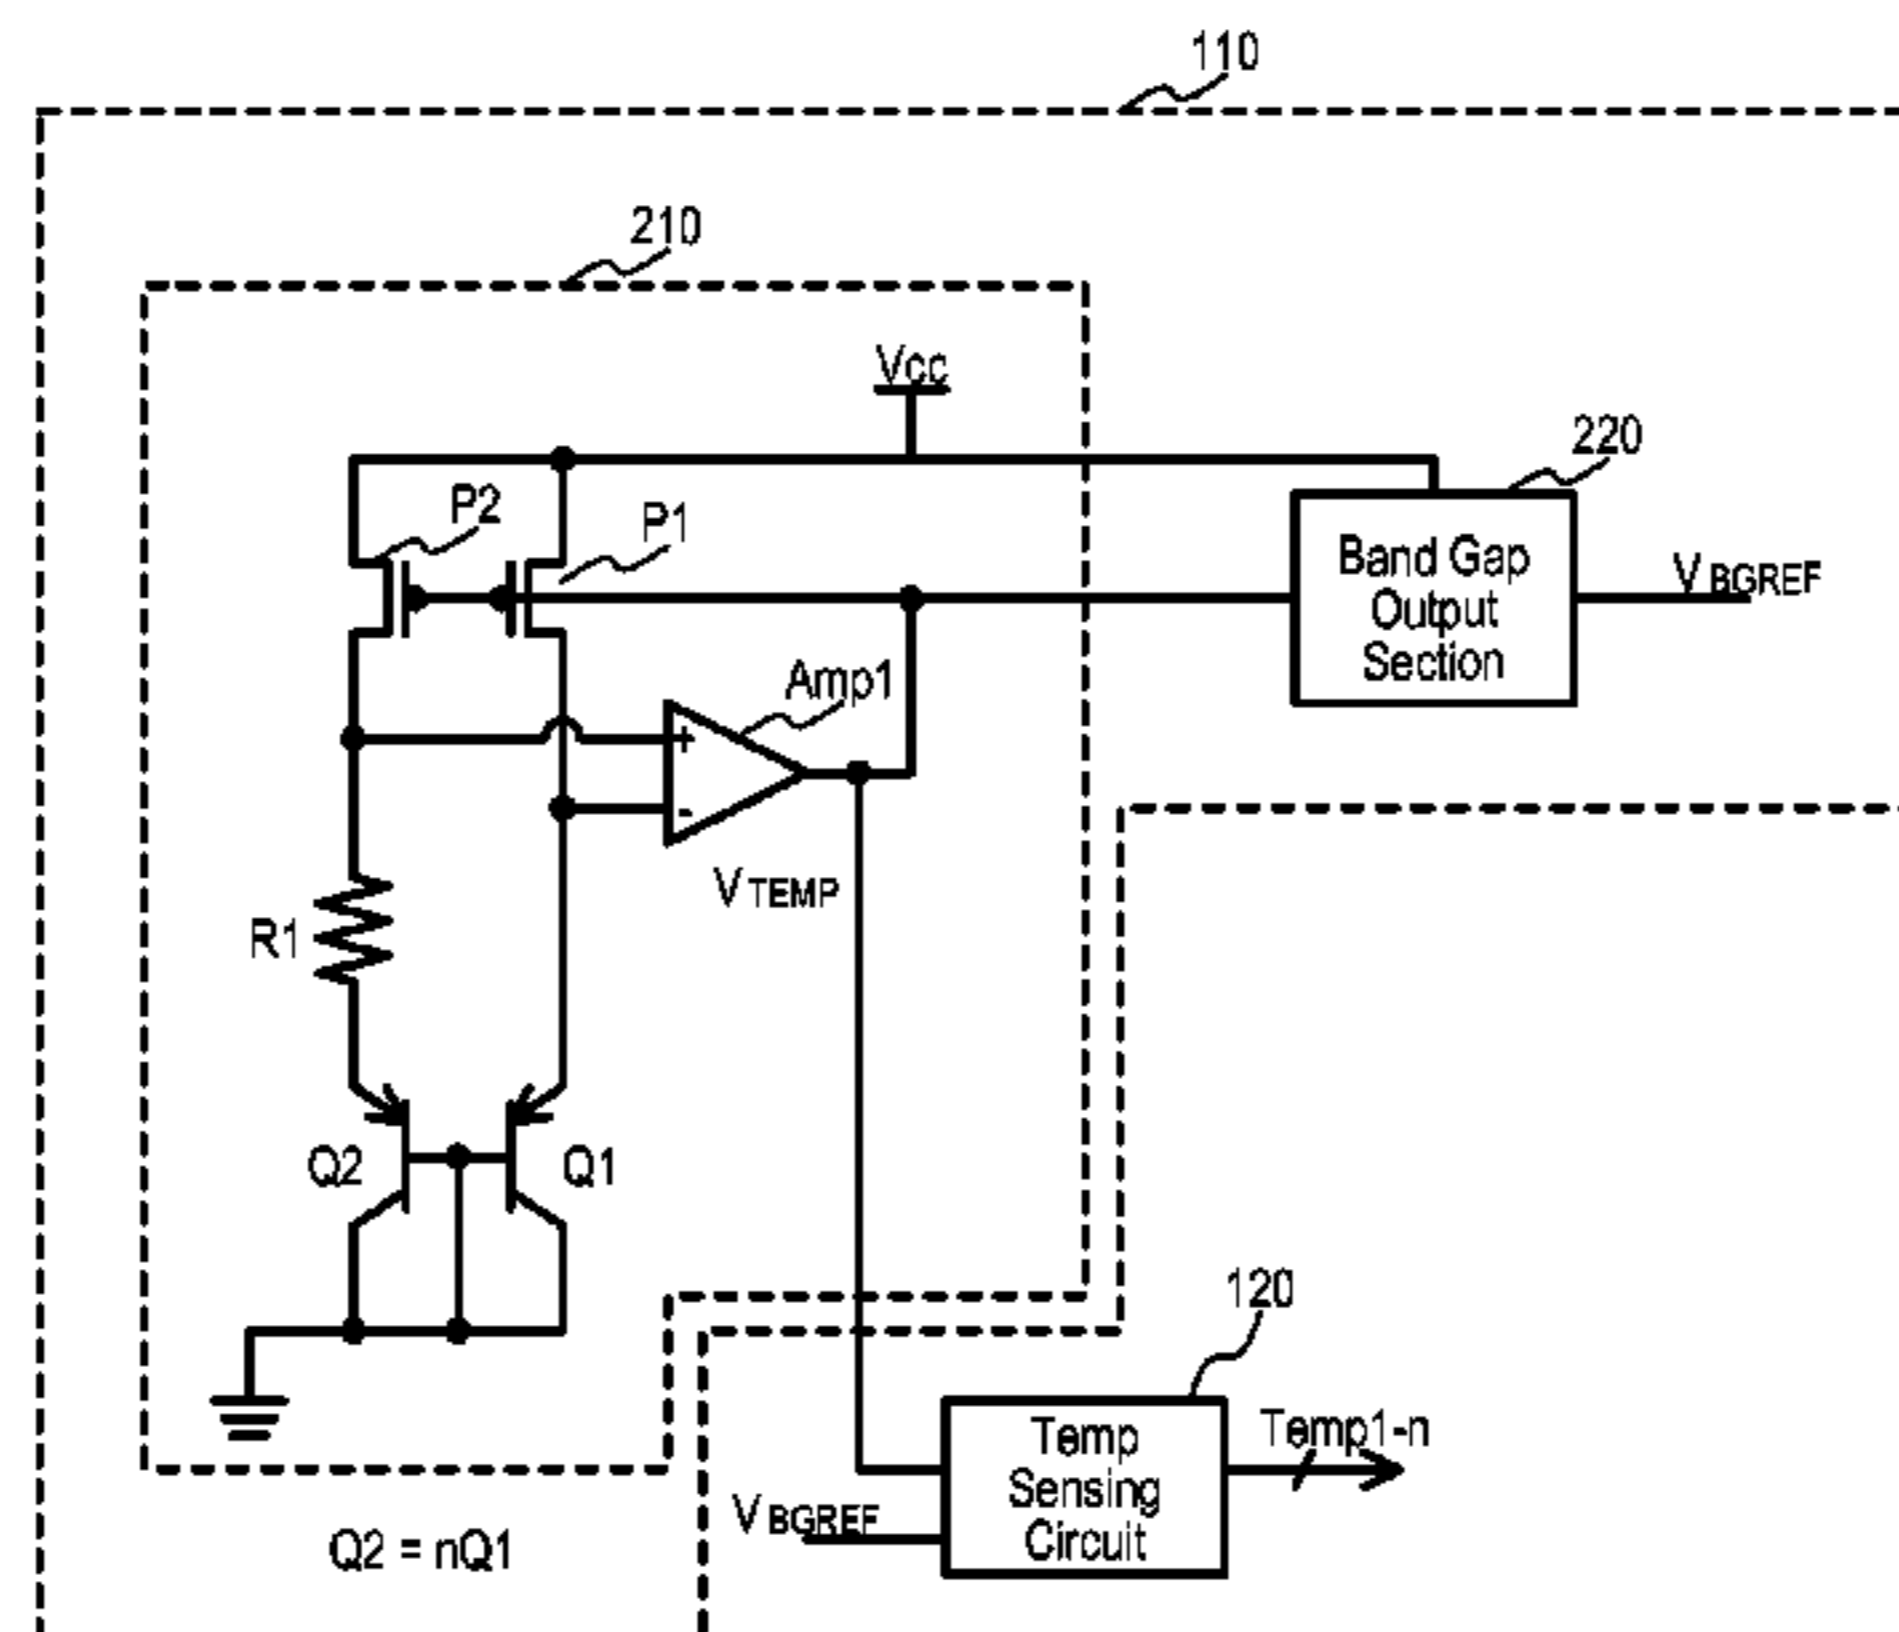 110
210
Vcc
220
P2
P1
Band Gap
Output
Section
VBGREF
Amp1
+
-
VTEMP
R1
Q2
Q1
120
Temp
Sensing
Circuit
Temp1-n
VBGREF
Q2 = nQ1